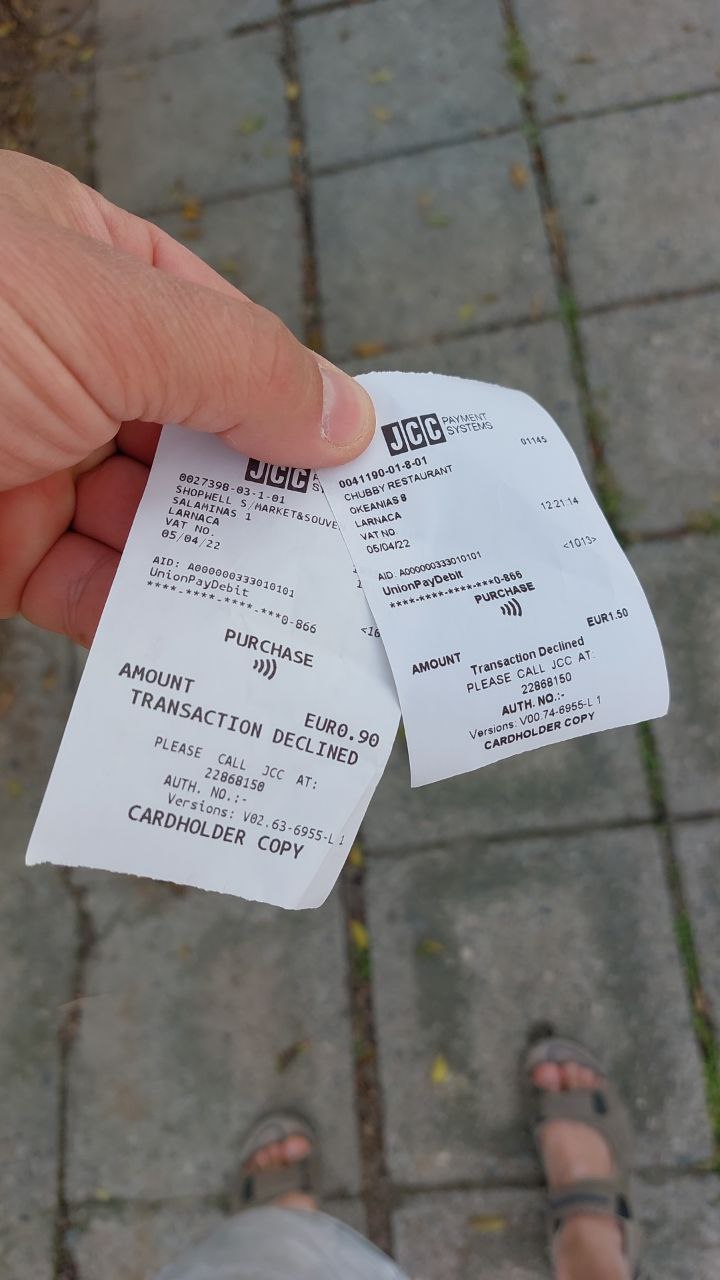 JCC
0027398-03-1-01
SHOPWELL S/MARKET&SOUVE
SALAMINAS 1
LARNACA
VAT NO.
05/04/22
AID: A000000333010101
UnionPayDebit
****-****-****-***0-866
PURCHASE
AMOUNT
EUR0.90
TRANSACTION DECLINED
PLEASE CALL JCC AT:
22868150
AUTH. NO.:-
Versions: V02.63-6955-L 1
CARDHOLDER COPY
JCC PAYMENT
SYSTEMS
01145
0041190-01-8-01
CHUBBY RESTAURANT
OKEANIAS 8
LARNACA
12:21:14
VAT NO.
05/04/22
<1013>
AID: A000000333010101
UnionPayDebit
****-****-****-***0-866
PURCHASE
EUR1.50
AMOUNT
Transaction Declined
PLEASE CALL JCC AT:
22868150
AUTH. NO.:-
Versions: V00.74-6955-L 1
CARDHOLDER COPY